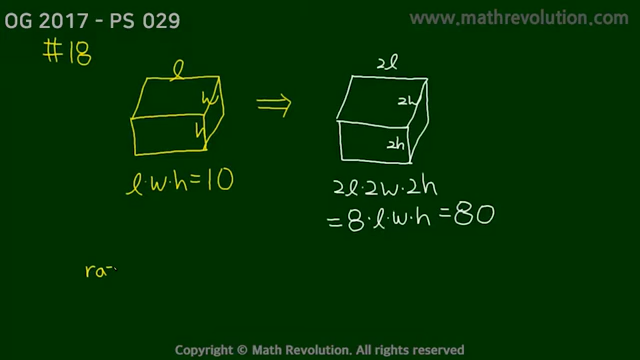 OG 2017 - PS 029
www.mathrevolution.com
#18
l
w
h
⇒
2l
2w
2h
l·w·h=10
2l·2w·2h
=8·l·w·h=80
ra-
Copyright © Math Revolution. All rights reserved